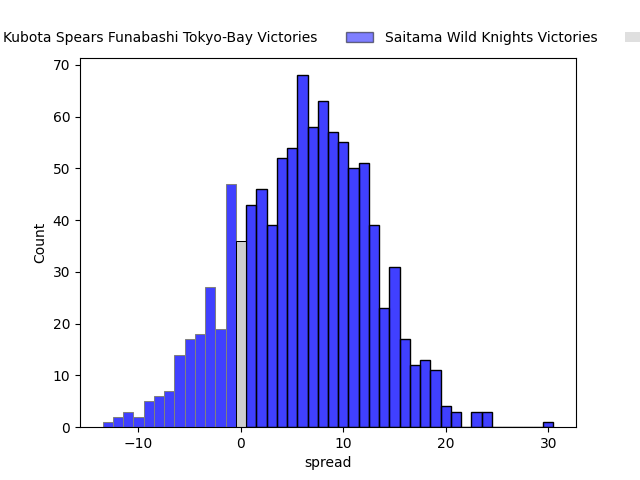 Kubota Spears Funabashi Tokyo-Bay Victories Saitama Wild Knights Victories
70
60
50
40
30
20
10
0
Count
−10 0 10 20 30
spread